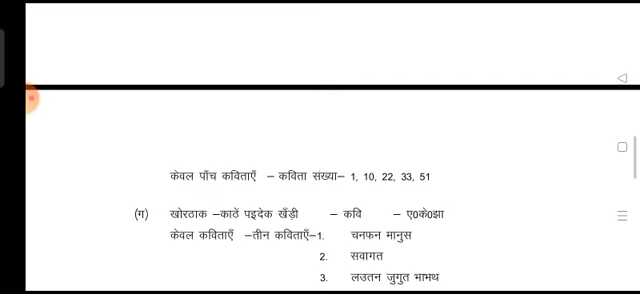 केवल पाँच कविताएँ – कविता संख्या– 1, 10, 22, 33, 51
(ग) खोरठाक –काठें पइदेक खँड़ी – कवि – ए0के0झा
केवल कविताएँ –तीन कविताएँ–1. चनफन मानुस
2. सवागत
3. लउतन जुगुत भाभथ